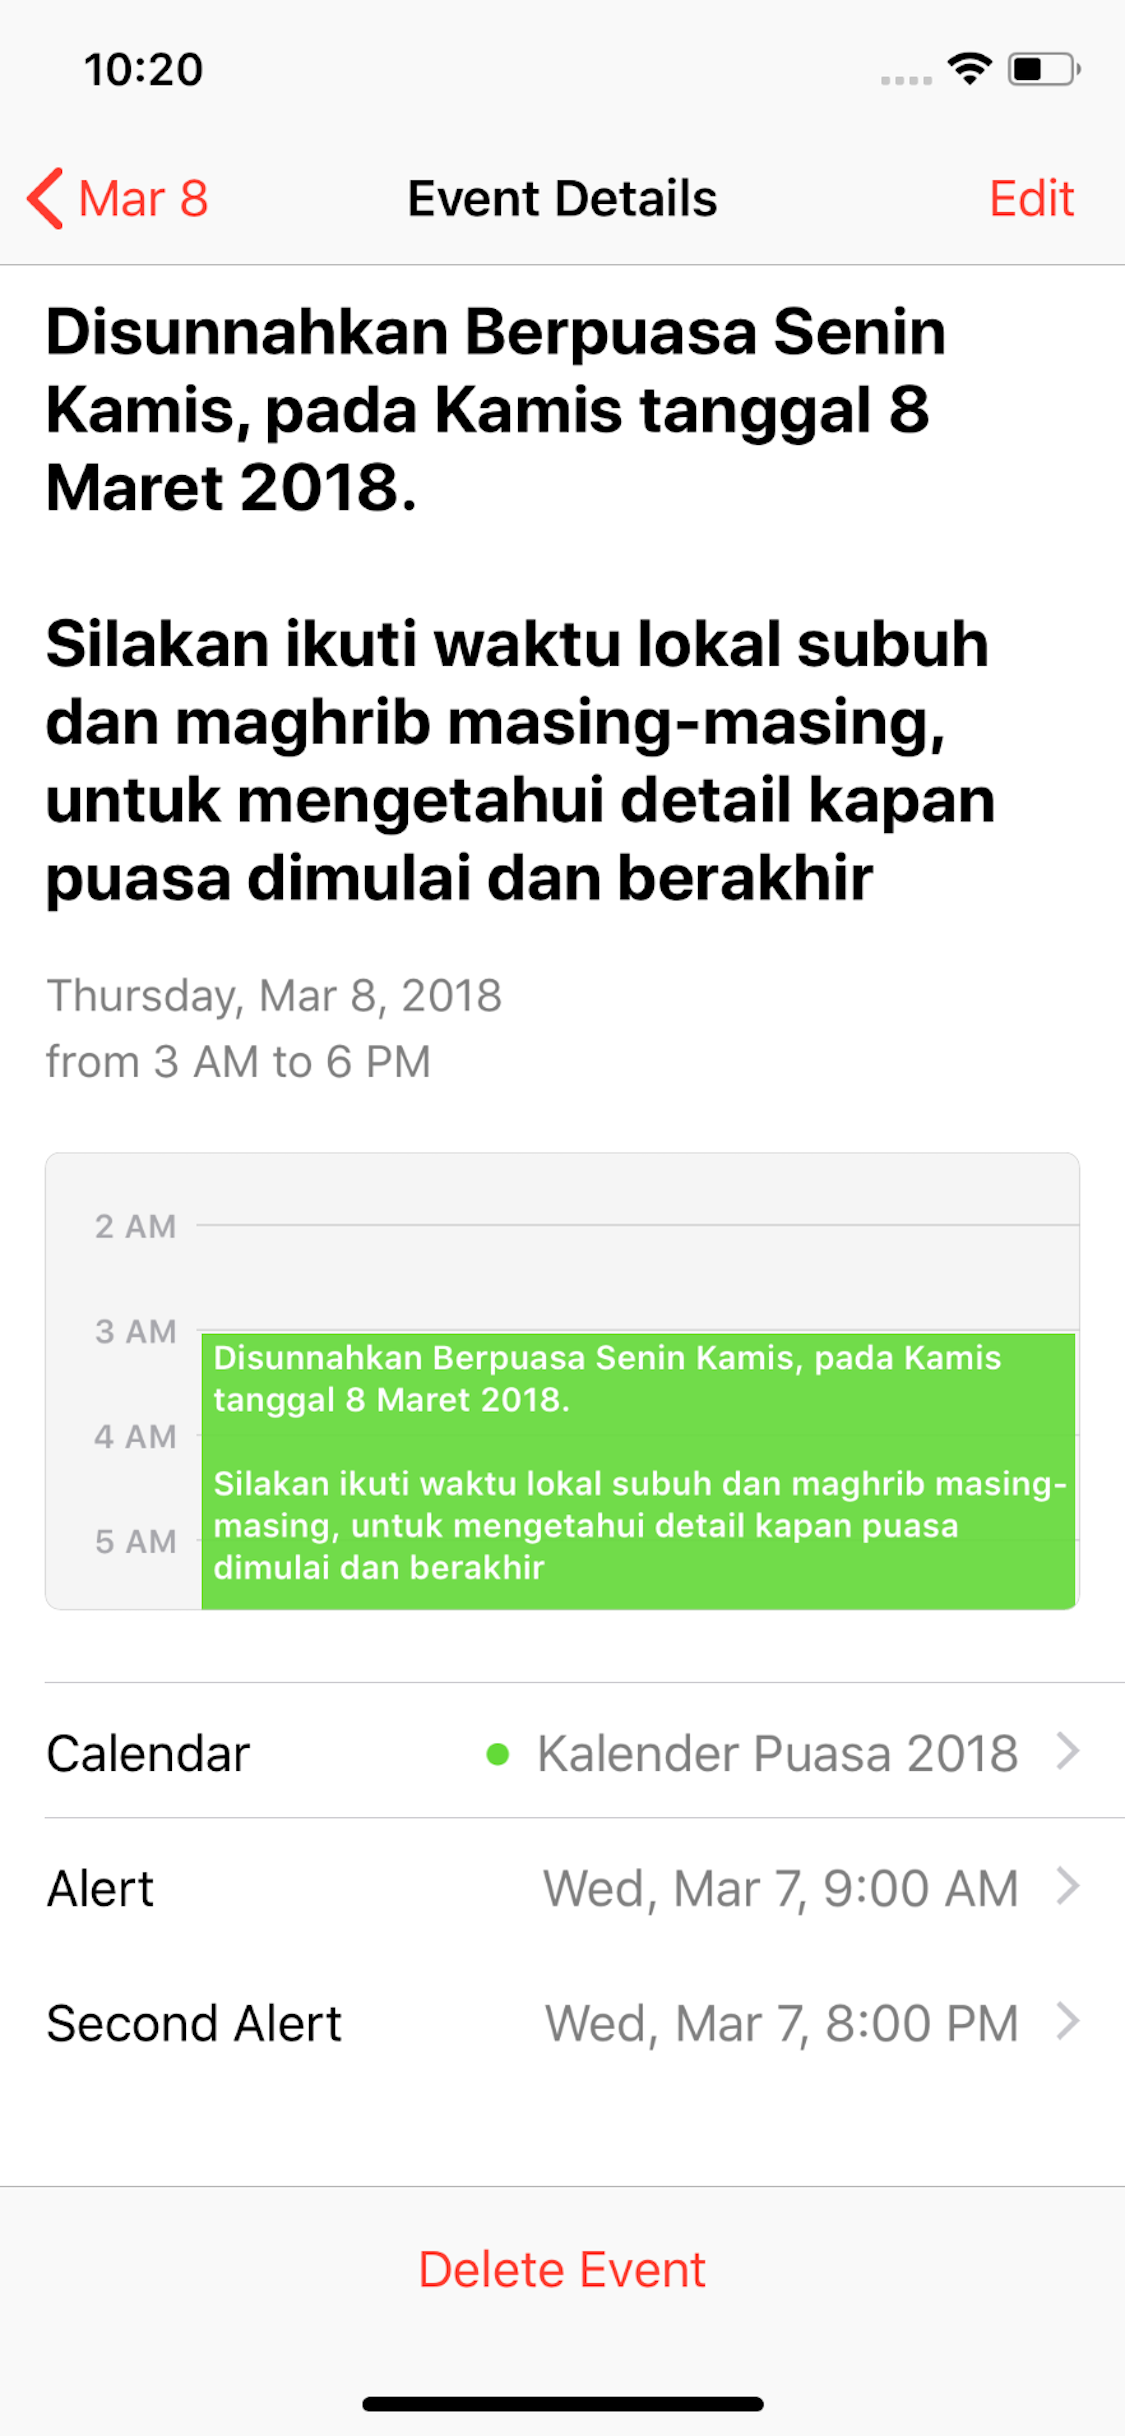 10:20
Mar 8
Event Details
Edit
Disunnahkan Berpuasa Senin
Kamis, pada Kamis tanggal 8
Maret 2018.
Silakan ikuti waktu lokal subuh
dan maghrib masing-masing,
untuk mengetahui detail kapan
puasa dimulai dan berakhir
Thursday, Mar 8, 2018
from 3 AM to 6 PM
2 AM
3 AM
Disunnahkan Berpuasa Senin Kamis, pada Kamis
tanggal 8 Maret 2018.
4 AM
Silakan ikuti waktu lokal subuh dan maghrib masing-
masing, untuk mengetahui detail kapan puasa
5 AM
dimulai dan berakhir
Calendar
Kalender Puasa 2018
Alert
Wed, Mar 7, 9:00 AM
Second Alert
Wed, Mar 7, 8:00 PM
Delete Event